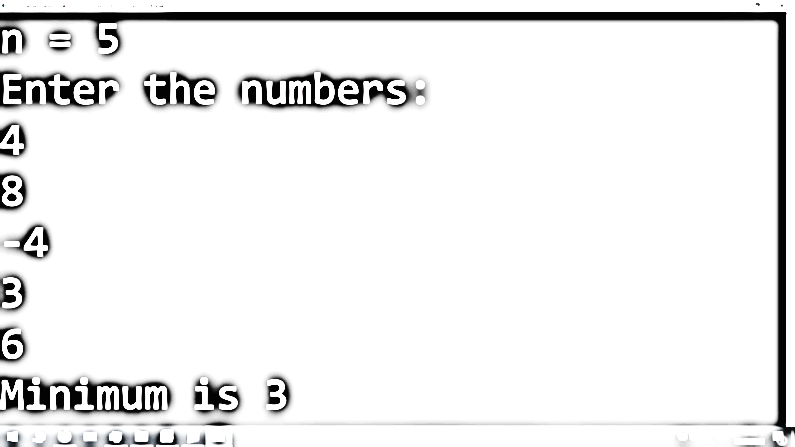 n = 5
Enter the numbers:
4
8
-4
3
6
Minimum is 3